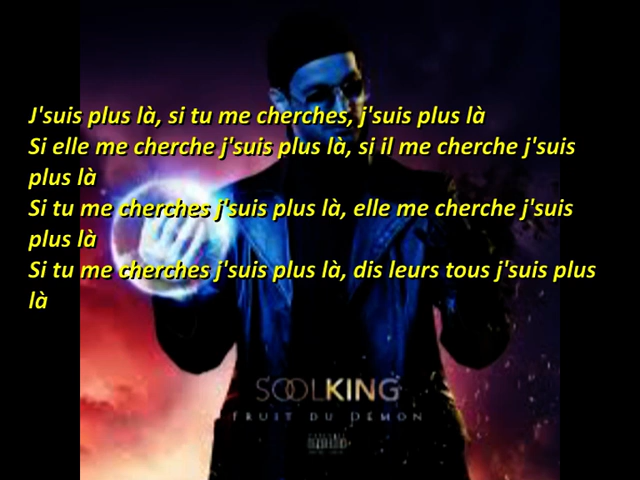 J'suis plus là, si tu me cherches, j'suis plus là
Si elle me cherche j'suis plus là, si il me cherche j'suis
plus là
Si tu me cherches j'suis plus là, elle me cherche j'suis
plus là
Si tu me cherches j'suis plus là, dis leurs tous j'suis plus
là
SOOLKING
FRUIT DU DÉMON